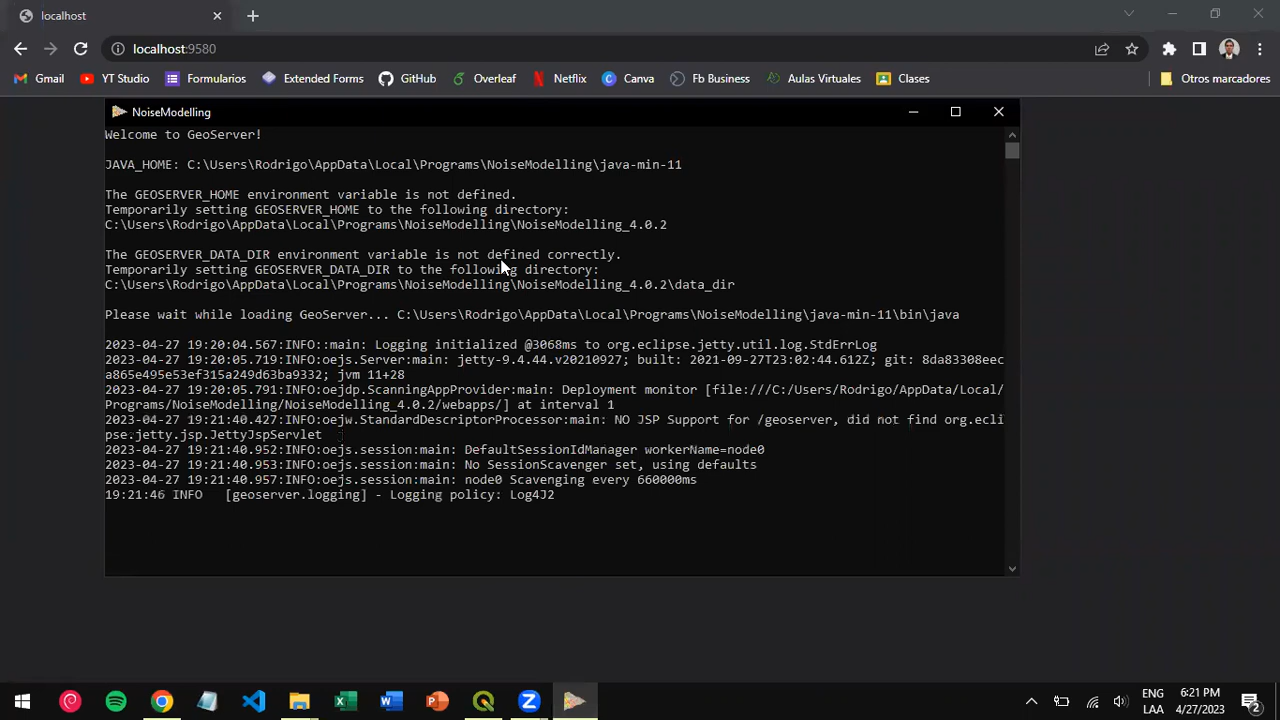 localhost
localhost:9580
Gmail YT Studio Formularios Extended Forms GitHub Overleaf Netflix Canva Fb Business Aulas Virtuales Clases Otros marcadores
NoiseModelling
Welcome to GeoServer!
JAVA_HOME: C:\Users\Rodrigo\AppData\Local\Programs\NoiseModelling\java-min-11
The GEOSERVER_HOME environment variable is not defined.
Temporarily setting GEOSERVER_HOME to the following directory:
C:\Users\Rodrigo\AppData\Local\Programs\NoiseModelling\NoiseModelling_4.0.2
The GEOSERVER_DATA_DIR environment variable is not defined correctly.
Temporarily setting GEOSERVER_DATA_DIR to the following directory:
C:\Users\Rodrigo\AppData\Local\Programs\NoiseModelling\NoiseModelling_4.0.2\data_dir
Please wait while loading GeoServer... C:\Users\Rodrigo\AppData\Local\Programs\NoiseModelling\java-min-11\bin\java
2023-04-27 19:20:04.567:INFO::main: Logging initialized @3068ms to org.eclipse.jetty.util.log.StdErrLog
2023-04-27 19:20:05.719:INFO:oejs.Server:main: jetty-9.4.44.v20210927; built: 2021-09-27T23:02:44.612Z; git: 8da83308eec
a865e495e53ef315a249d63ba9332; jvm 11+28
2023-04-27 19:20:05.791:INFO:oejdp.ScanningAppProvider:main: Deployment monitor [file:///C:/Users/Rodrigo/AppData/Local/
Programs/NoiseModelling/NoiseModelling_4.0.2/webapps/] at interval 1
2023-04-27 19:21:40.427:INFO:oejw.StandardDescriptorProcessor:main: NO JSP Support for /geoserver, did not find org.ecli
pse.jetty.jsp.JettyJspServlet
2023-04-27 19:21:40.952:INFO:oejs.session:main: DefaultSessionIdManager workerName=node0
2023-04-27 19:21:40.953:INFO:oejs.session:main: No SessionScavenger set, using defaults
2023-04-27 19:21:40.957:INFO:oejs.session:main: node0 Scavenging every 660000ms
19:21:46 INFO [geoserver.logging] - Logging policy: Log4J2
ENG 6:21 PM
LAA 4/27/2023 2